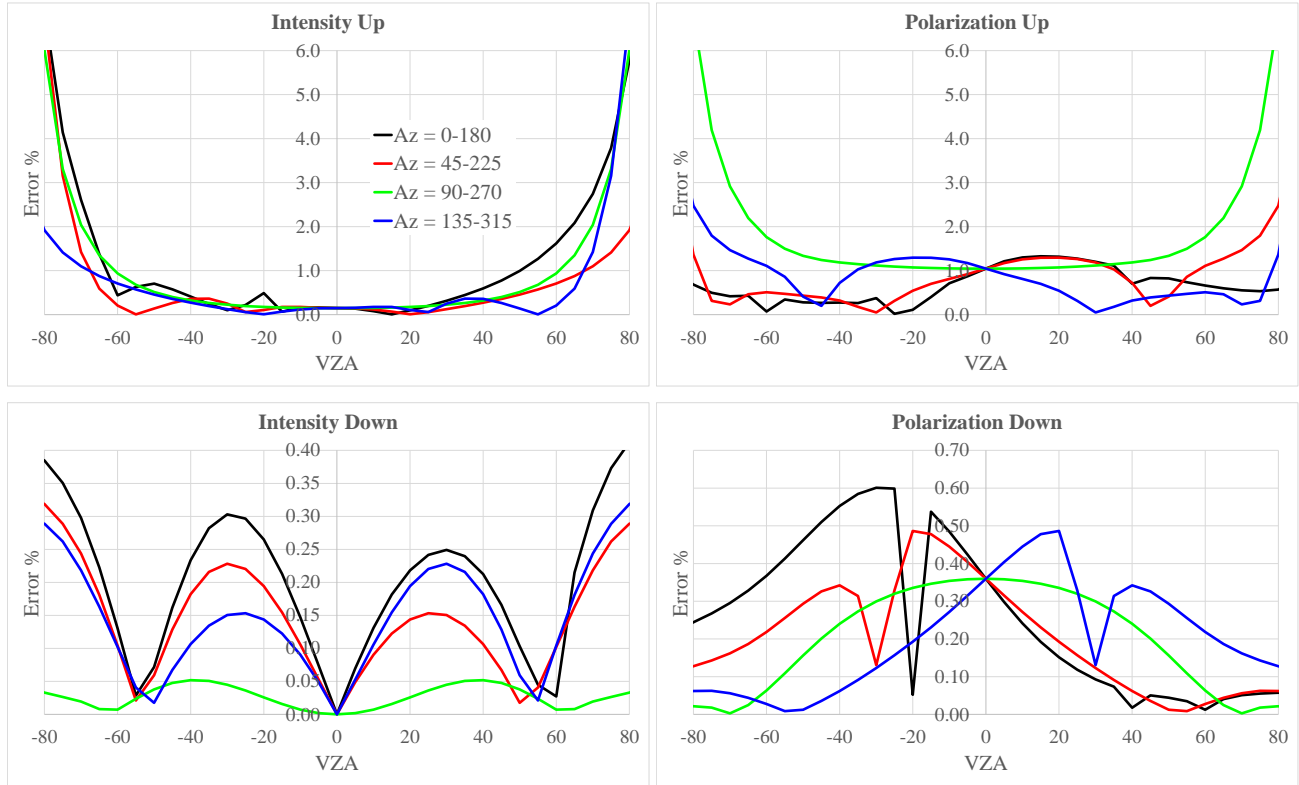 Intensity Up
6.0
5.0
4.0
3.0
2.0
1.0
0.0
Error %
Az = 0-180
Az = 45-225
Az = 90-270
Az = 135-315
-80 -60 -40 -20 0 20 40 60 80
VZA
Polarization Up
6.0
5.0
4.0
3.0
2.0
1.0
0.0
Error %
-80 -60 -40 -20 0 20 40 60 80
VZA
Intensity Down
0.40
0.35
0.30
0.25
0.20
0.15
0.10
0.05
0.00
Error %
-80 -60 -40 -20 0 20 40 60 80
VZA
Polarization Down
0.70
0.60
0.50
0.40
0.30
0.20
0.10
0.00
Error %
-80 -60 -40 -20 0 20 40 60 80
VZA